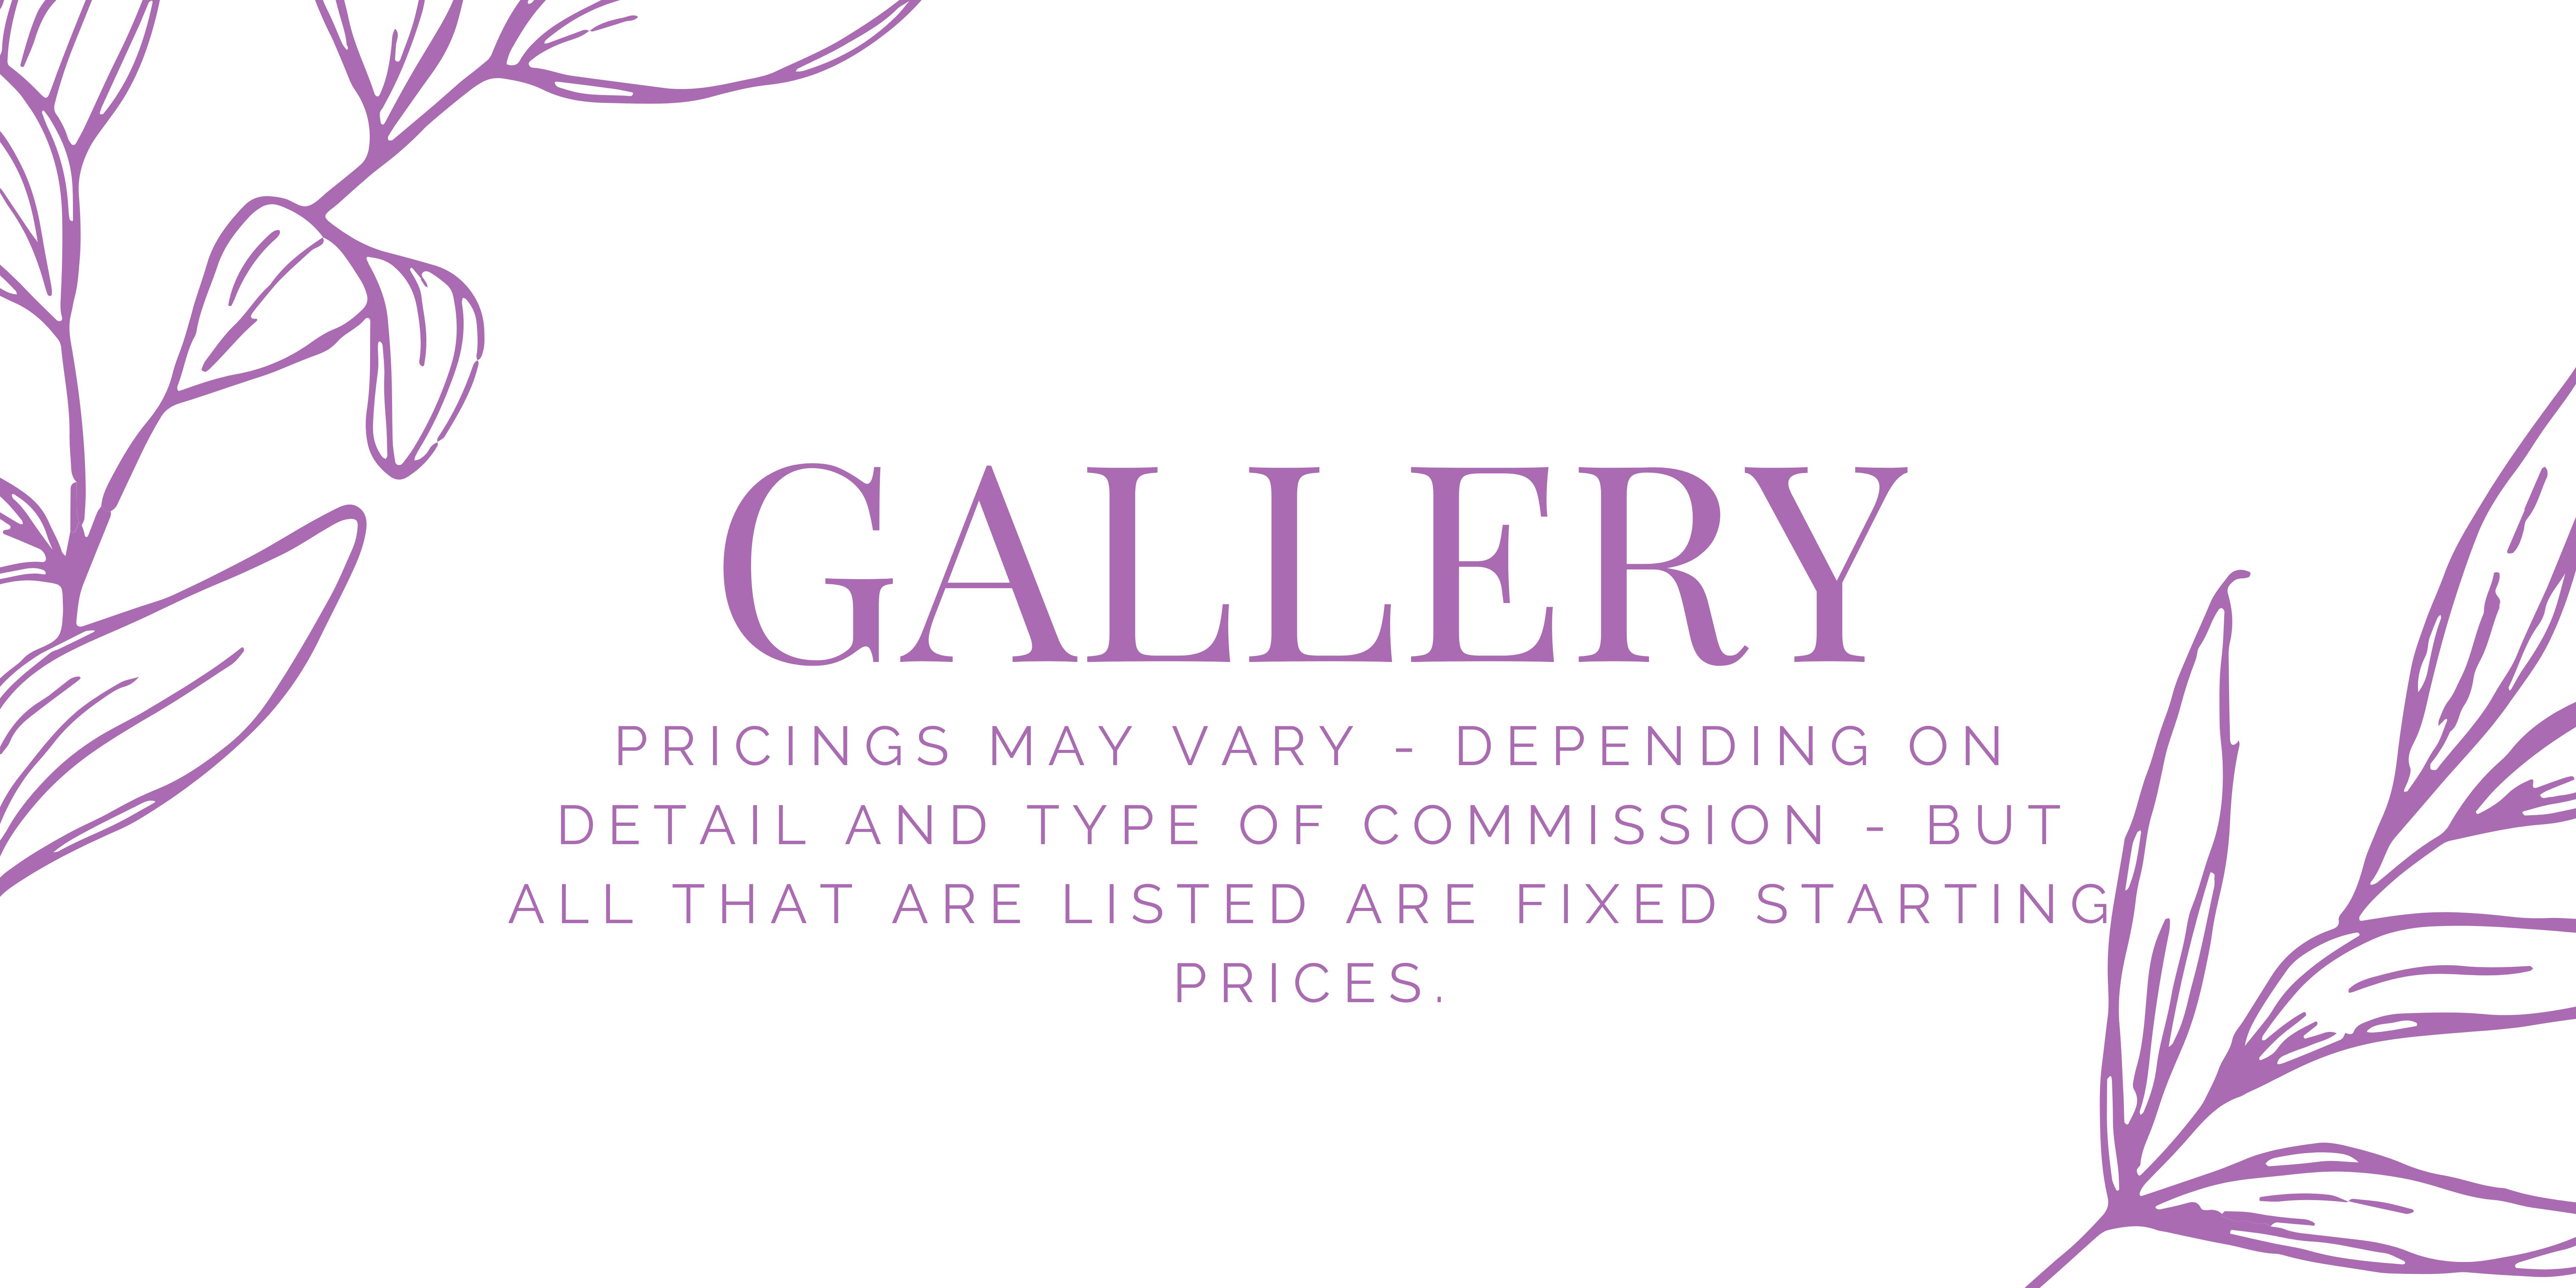 GALLERY
PRICINGS MAY VARY - DEPENDING ON
DETAIL AND TYPE OF COMMISSION - BUT
ALL THAT ARE LISTED ARE FIXED STARTING
PRICES.